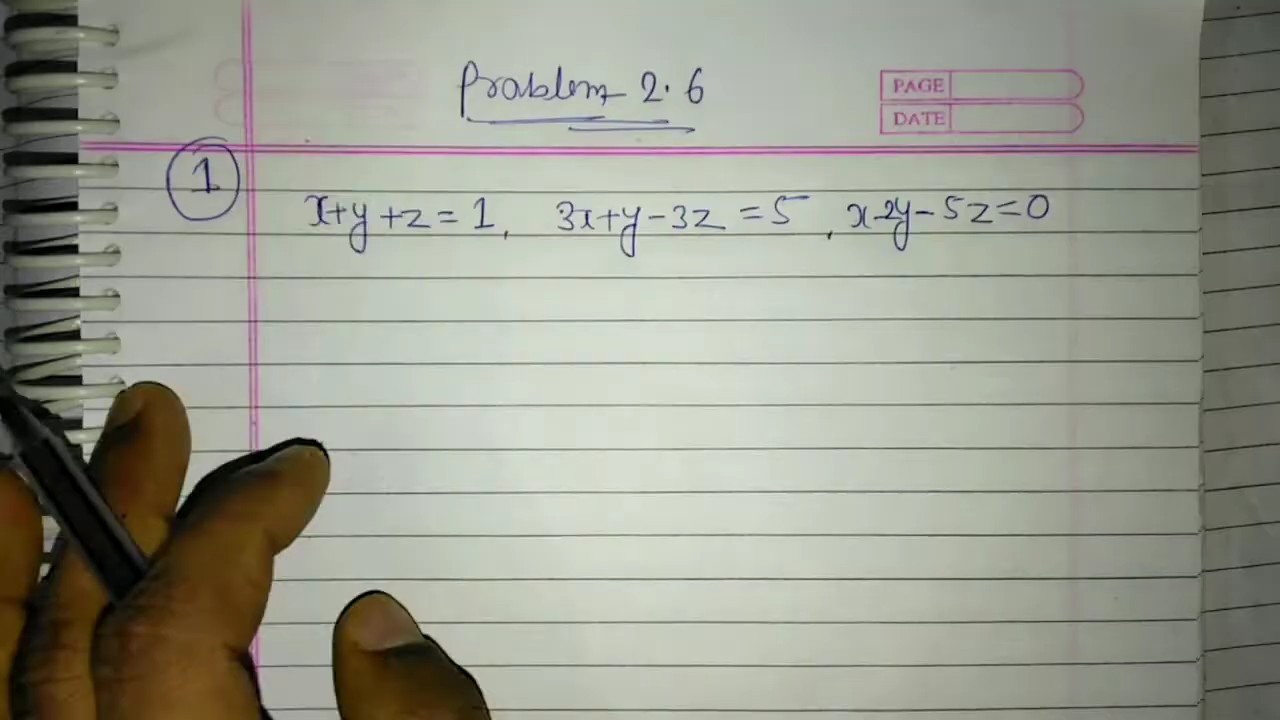 Problem 2.6
PAGE
DATE
1
x+y+z=1, 3x+y-3z=5, x-2y-5z=0